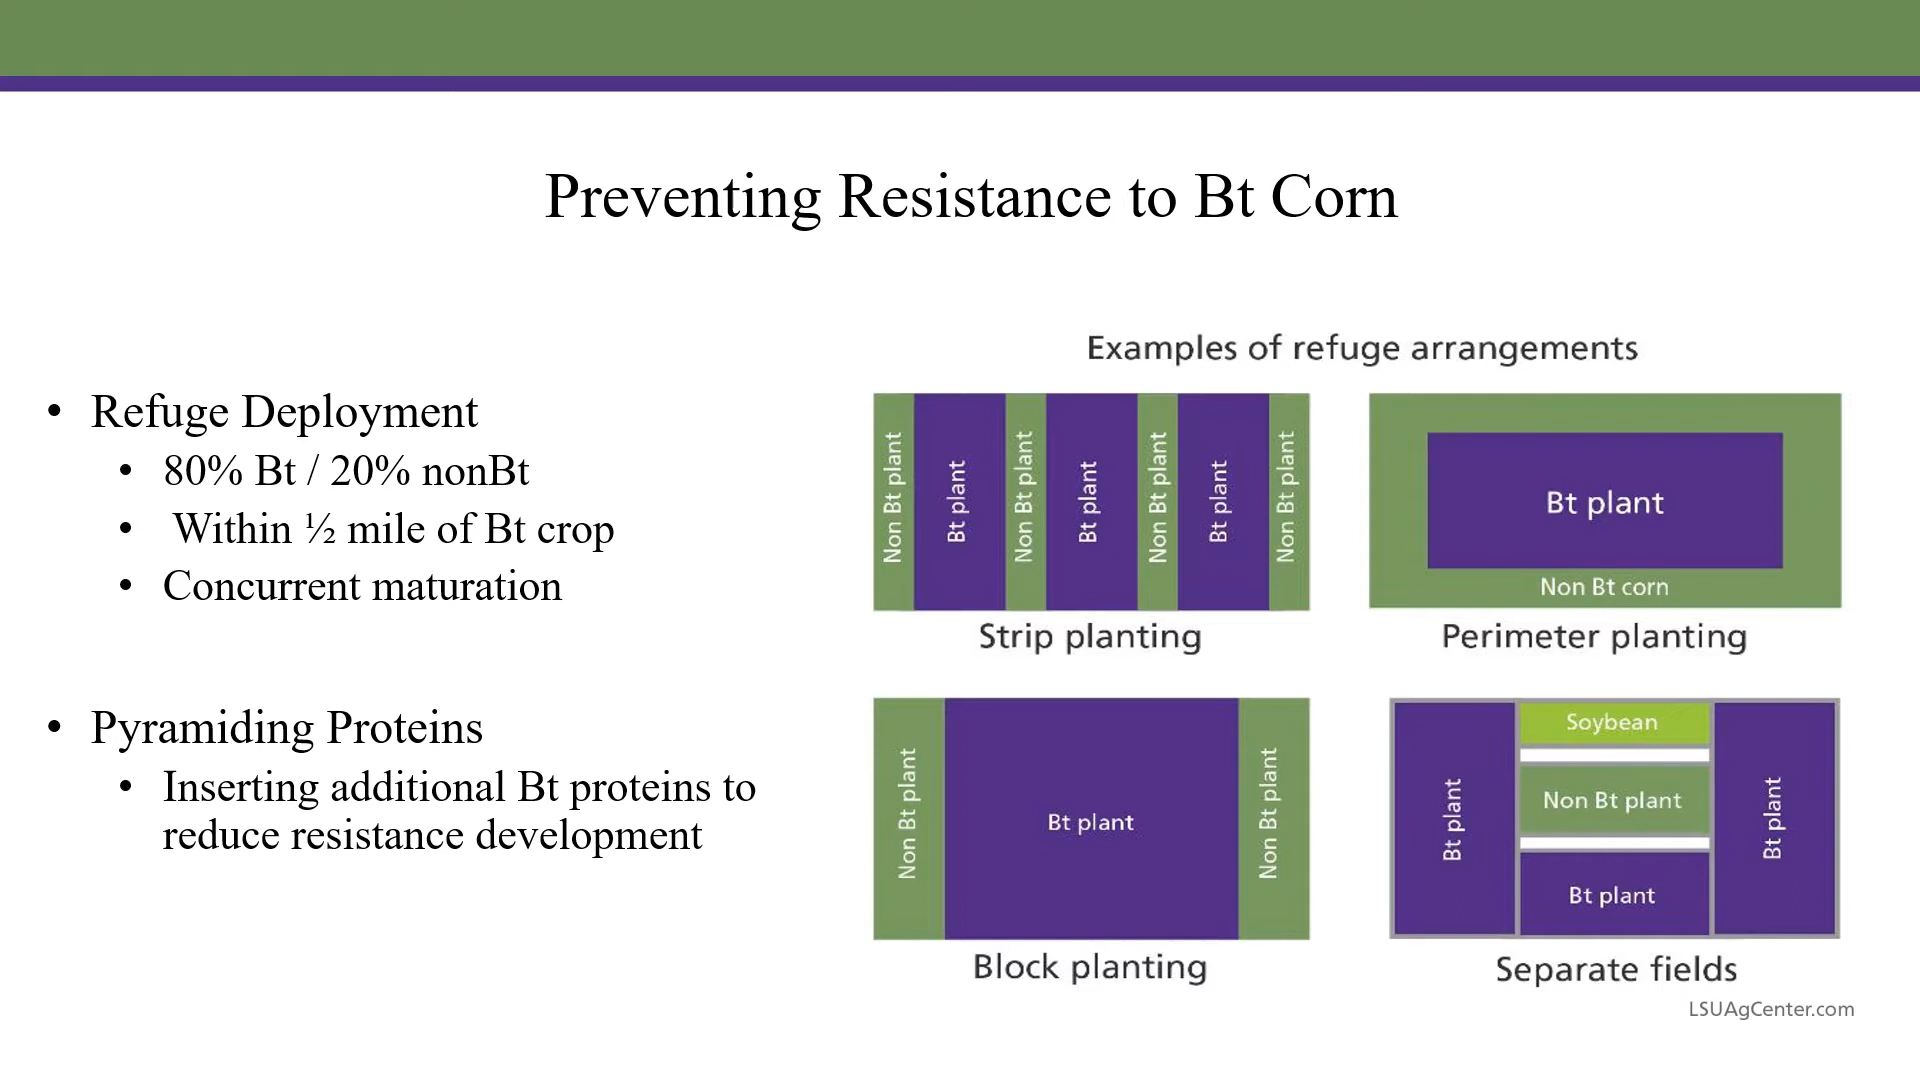 Preventing Resistance to Bt Corn
• Refuge Deployment
• 80% Bt / 20% nonBt
• Within ½ mile of Bt crop
• Concurrent maturation
• Pyramiding Proteins
• Inserting additional Bt proteins to
reduce resistance development
Examples of refuge arrangements
Non Bt plant
Bt plant
Non Bt plant
Bt plant
Non Bt plant
Bt plant
Non Bt plant
Strip planting
Bt plant
Non Bt corn
Perimeter planting
Non Bt plant
Bt plant
Non Bt plant
Block planting
Bt plant
Soybean
Non Bt plant
Bt plant
Bt plant
Separate fields
LSUAgCenter.com